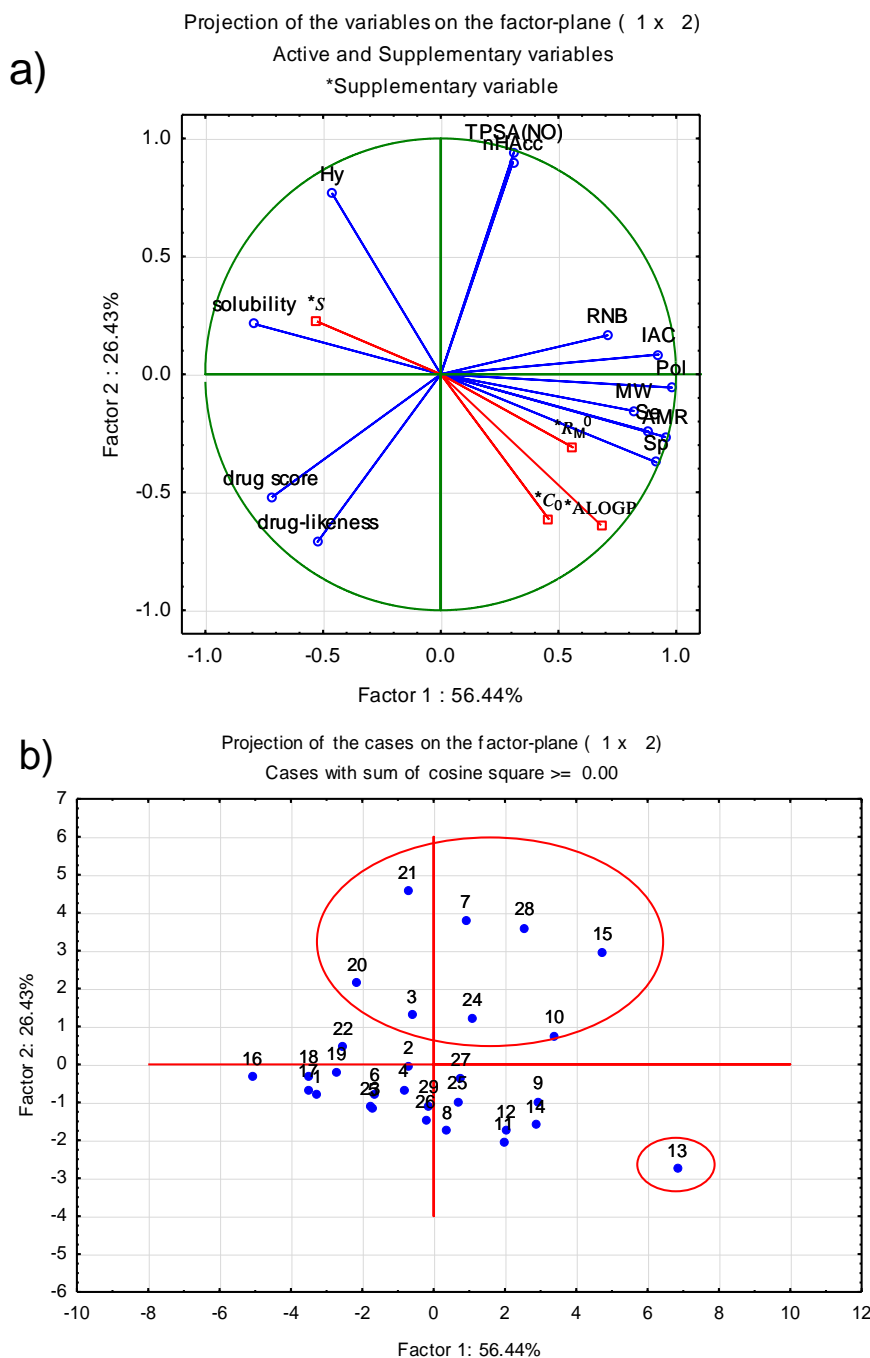 a)
Projection of the variables on the factor-plane ( 1 x 2)
Active and Supplementary variables
*Supplementary variable
TPSA(NO)
nHAcc
Hy
*S
solubility
RNB
IAC
Pol
MW
Se
AMR
*RM0
Sp
drug score
drug-likeness
*C0
*ALOGP
1.0
0.5
0.0
-0.5
-1.0
Factor 2 : 26.43%
-1.0 -0.5 0.0 0.5 1.0
Factor 1 : 56.44%
b)
Projection of the cases on the factor-plane ( 1 x 2)
Cases with sum of cosine square >= 0.00
7
6
5
4
3
2
1
0
-1
-2
-3
-4
-5
-6
Factor 2: 26.43%
21
7
28
15
20
3
24
10
22
2
16
18
19
27
17
1
6
4
25
9
29
26
8
12
14
11
13
-10 -8 -6 -4 -2 0 2 4 6 8 10 12
Factor 1: 56.44%